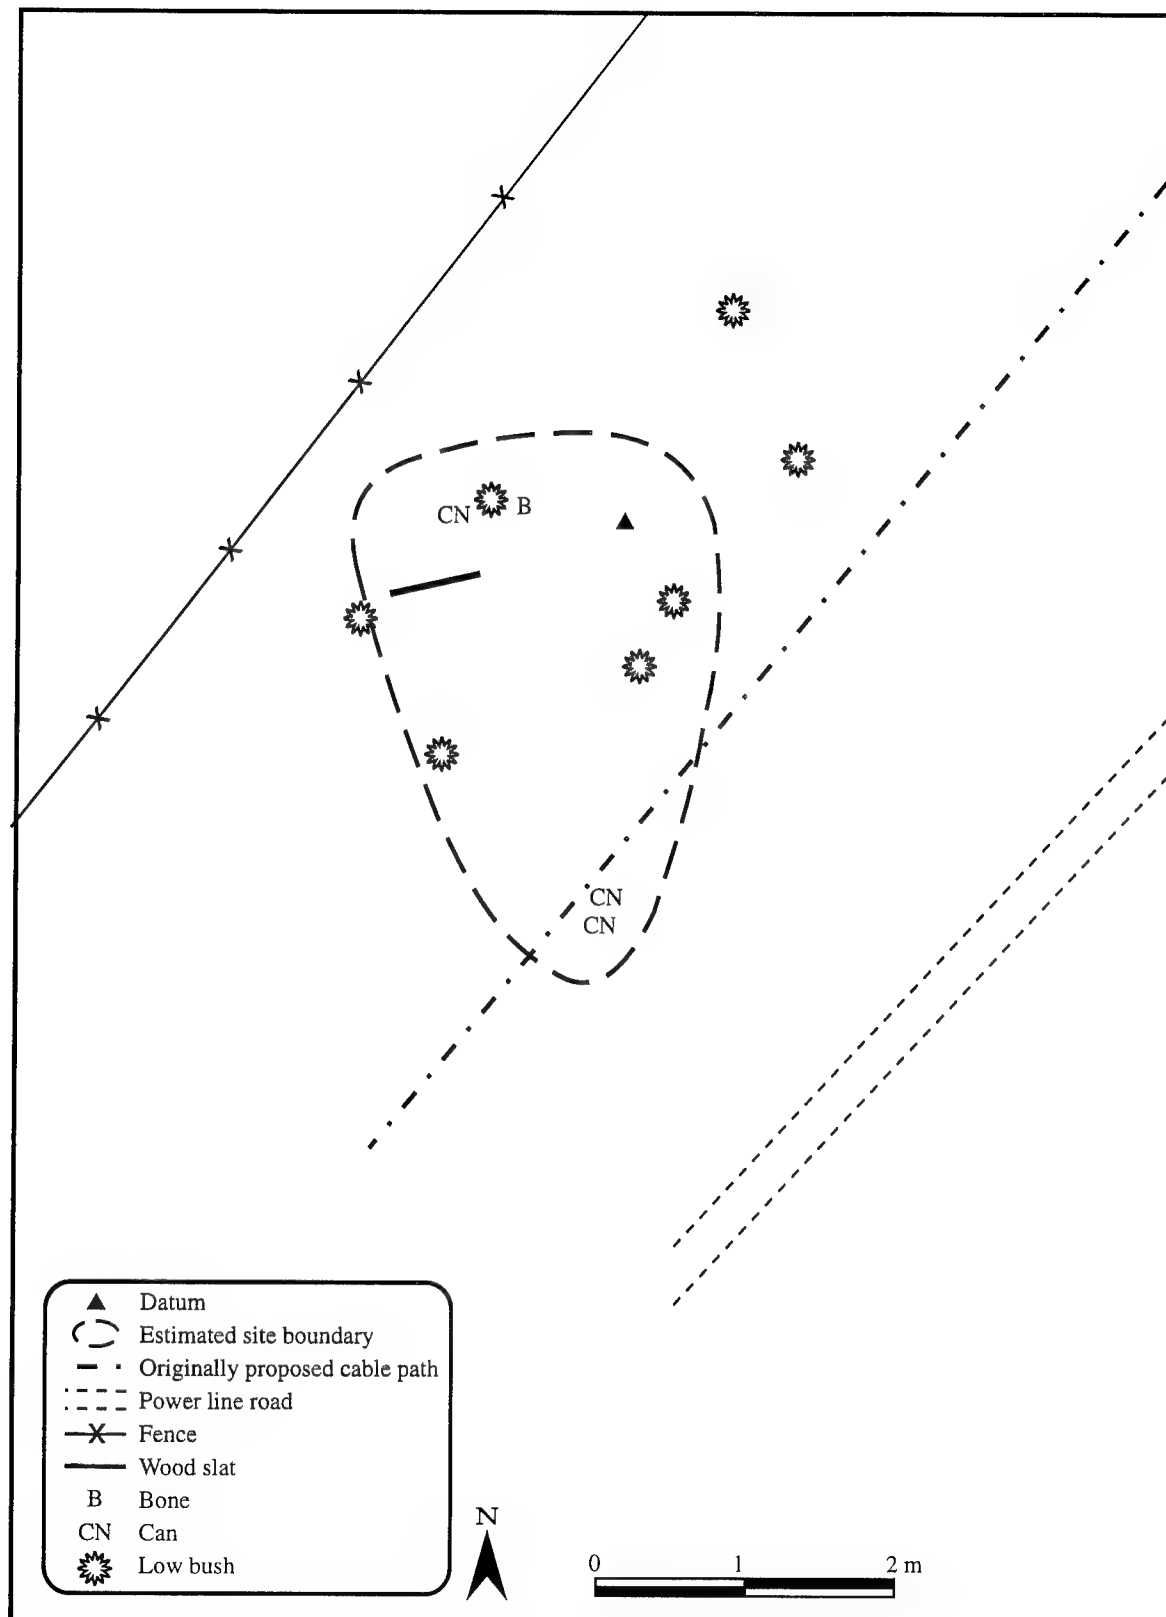 CN B
CN
CN
Datum
Estimated site boundary
Originally proposed cable path
Power line road
Fence
Wood slat
B Bone
CN Can
Low bush
N
0 1 2 m